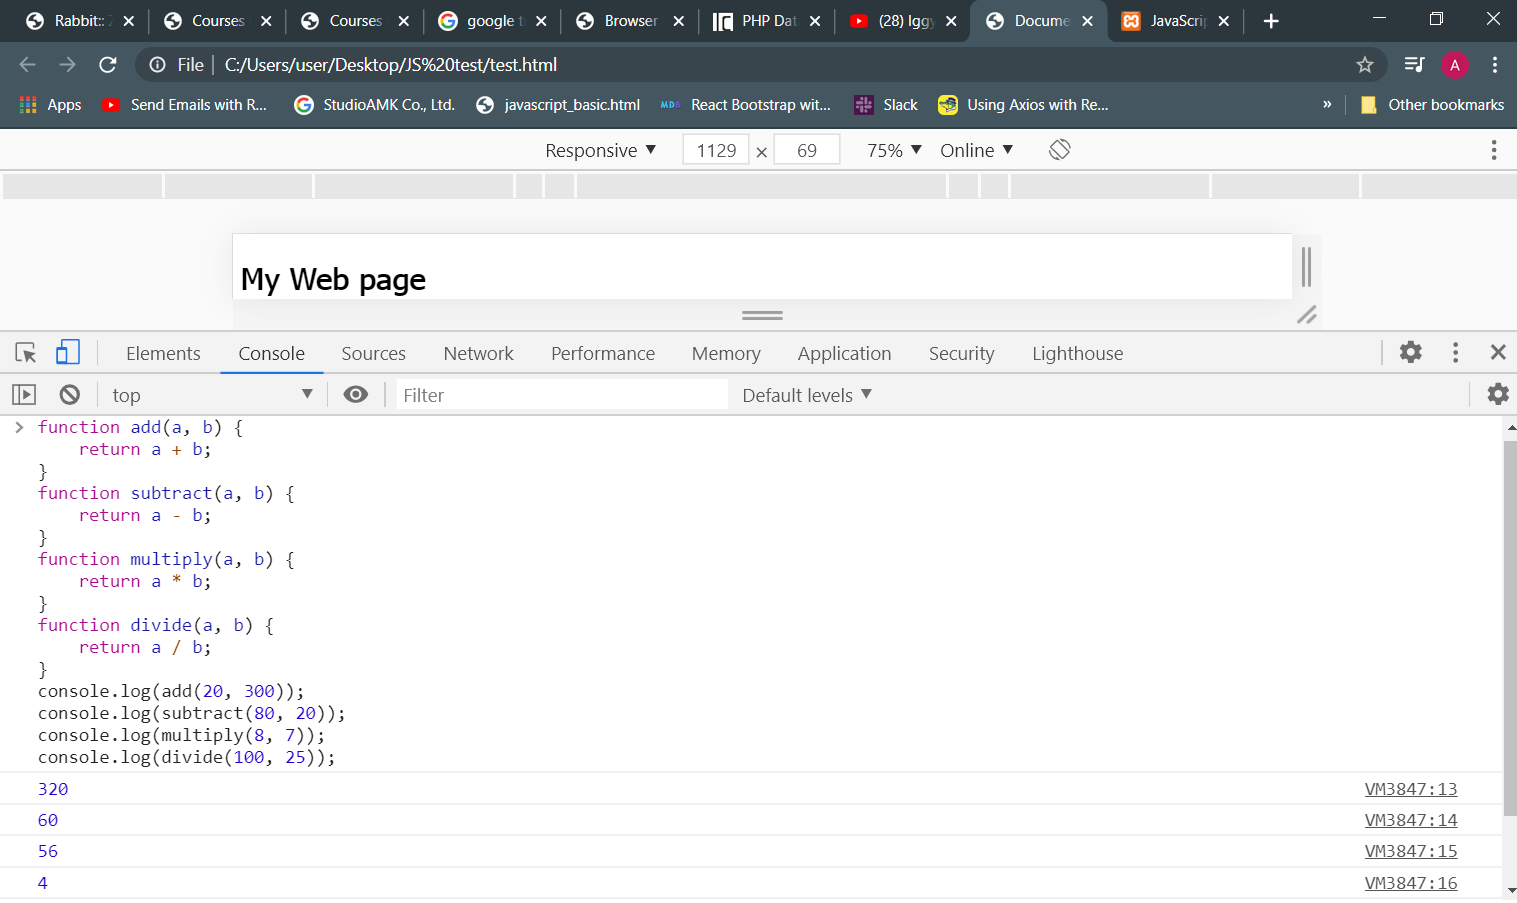 Rabbit:: Courses Courses google t Browser PHP Dat (28) Iggy Docume JavaScrip
File C:/Users/user/Desktop/JS%20test/test.html A
Apps Send Emails with R... StudioAMK Co., Ltd. javascript_basic.html MDB React Bootstrap wit... Slack Using Axios with Re... » Other bookmarks
Responsive ▼ 1129 × 69 75% ▼ Online ▼
My Web page
Elements Console Sources Network Performance Memory Application Security Lighthouse
top ▼ Filter Default levels ▼
> function add(a, b) {
return a + b;
}
function subtract(a, b) {
return a - b;
}
function multiply(a, b) {
return a * b;
}
function divide(a, b) {
return a / b;
}
console.log(add(20, 300));
console.log(subtract(80, 20));
console.log(multiply(8, 7));
console.log(divide(100, 25));
320 VM3847:13
60 VM3847:14
56 VM3847:15
4 VM3847:16